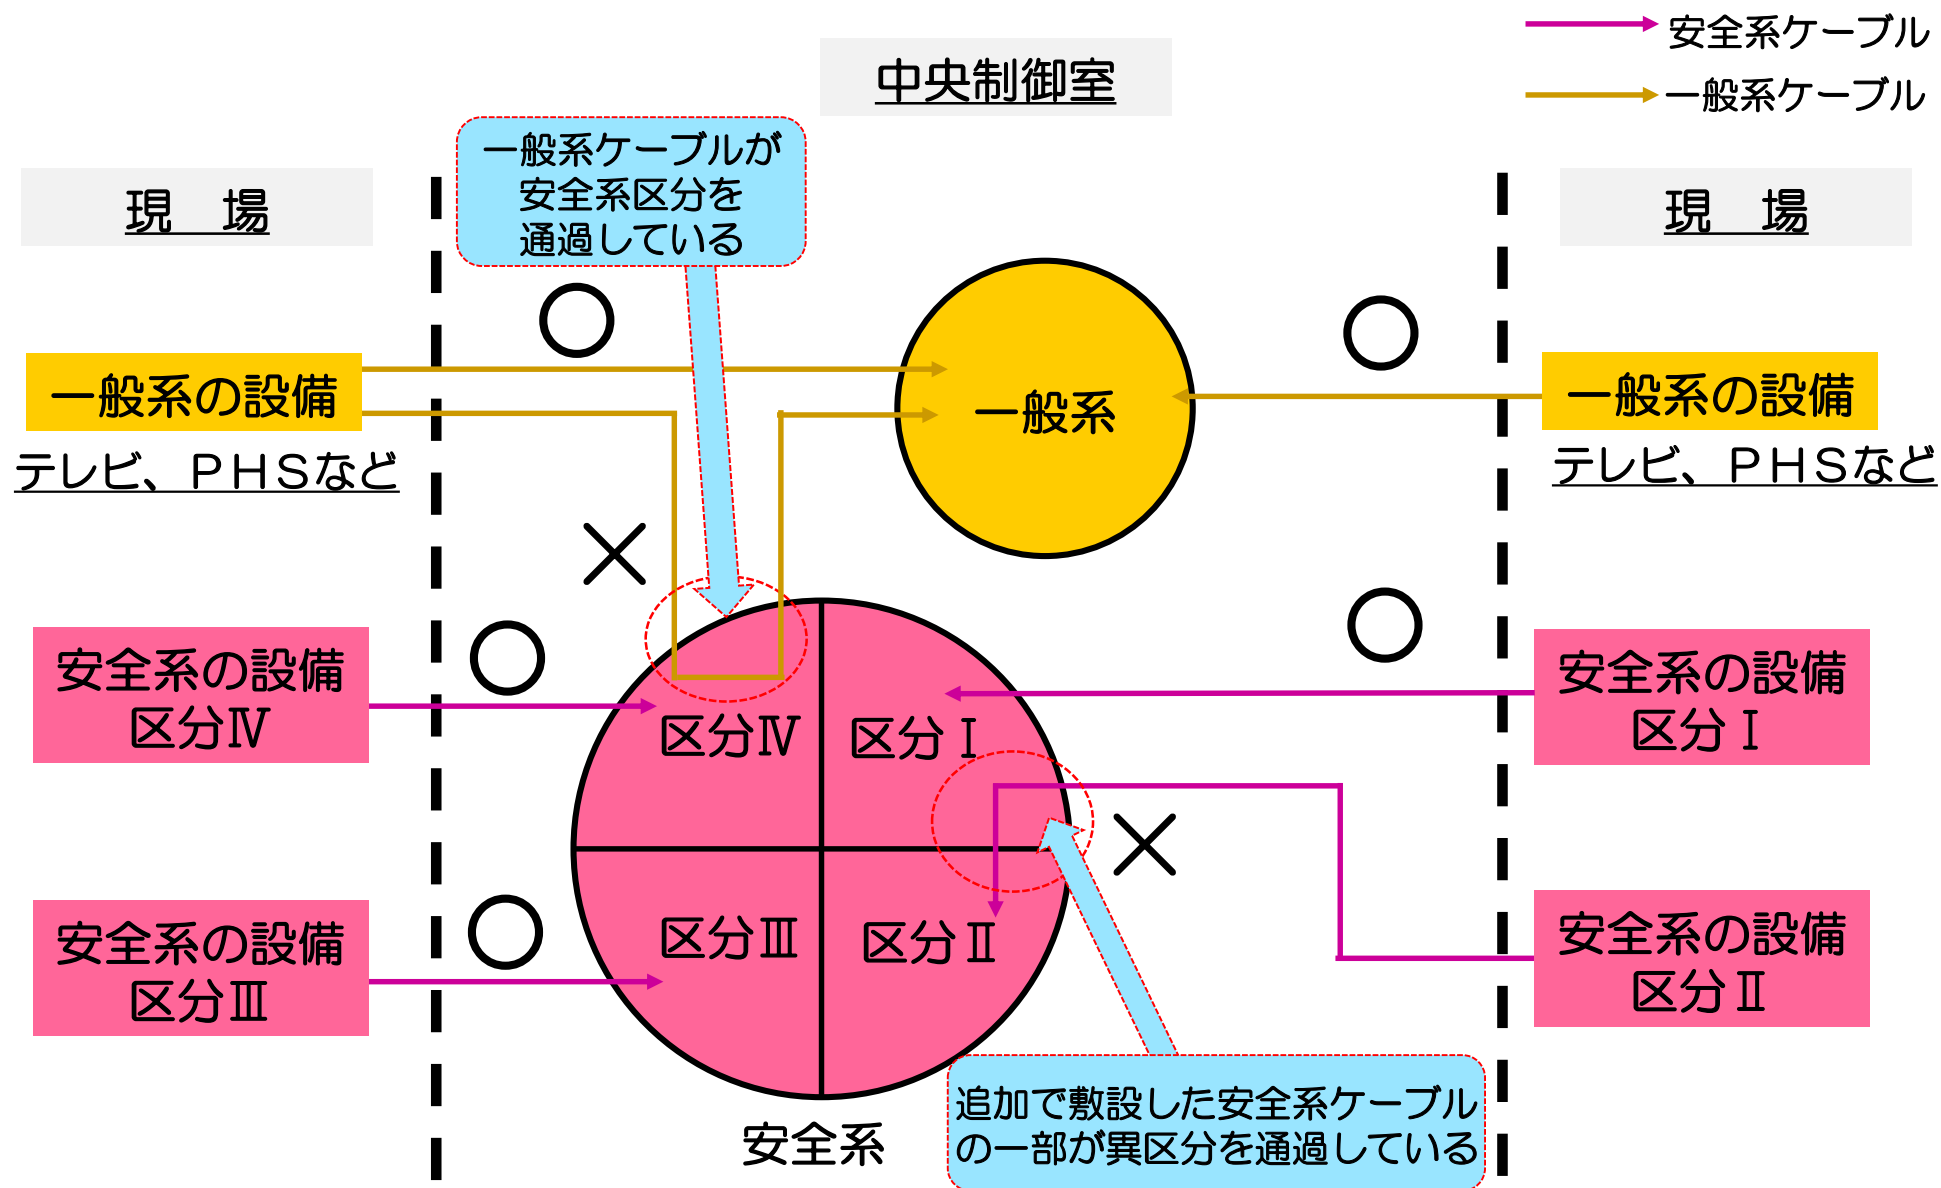 安全系ケーブル
一般系ケーブル
中央制御室
一般系ケーブルが
安全系区分を
通過している
現　場
現　場
一般系の設備
テレビ、ＰＨＳなど
一般系
一般系の設備
テレビ、ＰＨＳなど
安全系の設備
区分Ⅳ
区分Ⅳ
区分Ⅰ
安全系の設備
区分Ⅰ
安全系の設備
区分Ⅲ
区分Ⅲ
区分Ⅱ
安全系の設備
区分Ⅱ
安全系
追加で敷設した安全系ケーブル
の一部が異区分を通過している